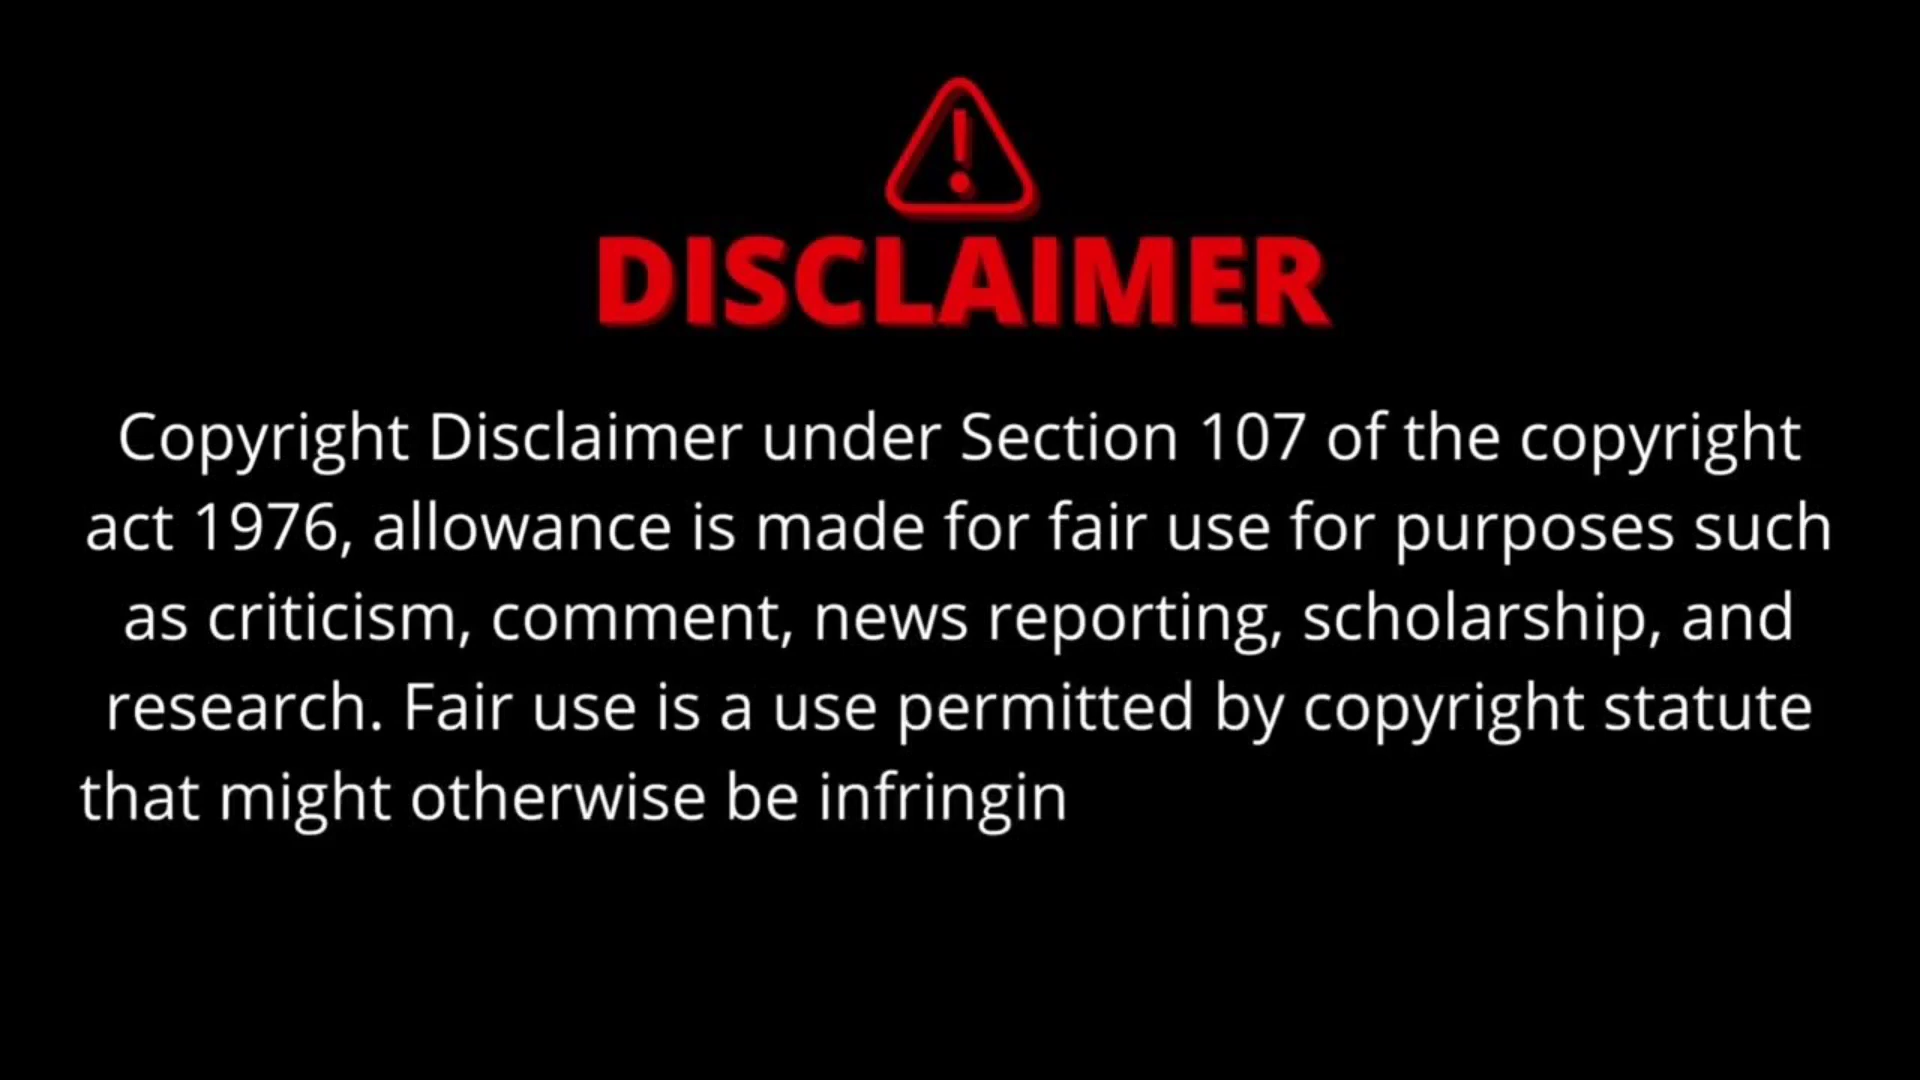 DISCLAIMER
Copyright Disclaimer under Section 107 of the copyright
act 1976, allowance is made for fair use for purposes such
as criticism, comment, news reporting, scholarship, and
research. Fair use is a use permitted by copyright statute
that might otherwise be infringin